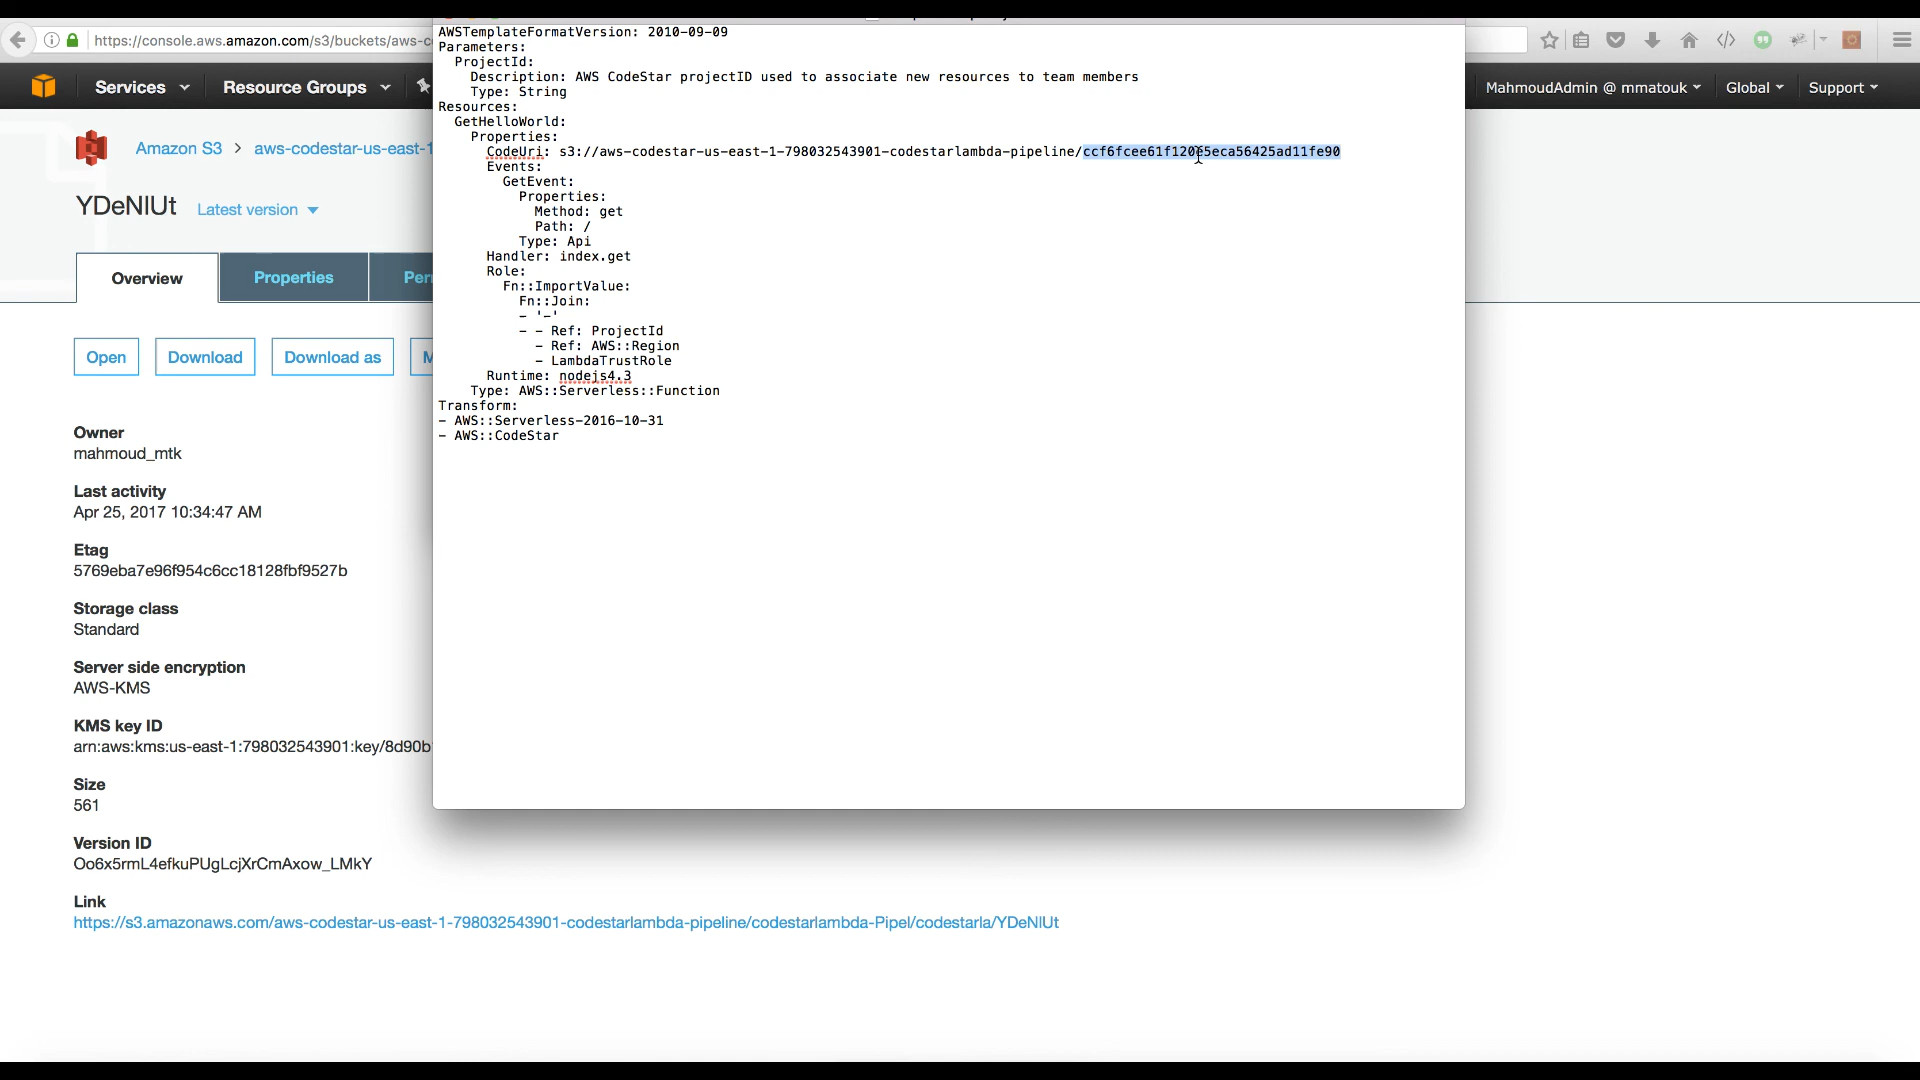 https://console.aws.amazon.com/s3/buckets/aws-c
Services
Resource Groups
MahmoudAdmin @ mmatouk
Global
Support
Amazon S3 > aws-codestar-us-east-1
YDeNlUt Latest version
Overview
Properties
Per
Open
Download
Download as
M
Owner
mahmoud_mtk
Last activity
Apr 25, 2017 10:34:47 AM
Etag
5769eba7e96f954c6cc18128fbf9527b
Storage class
Standard
Server side encryption
AWS-KMS
KMS key ID
arn:aws:kms:us-east-1:798032543901:key/8d90b
Size
561
Version ID
Oo6x5rmL4efkuPUgLcjXrCmAxow_LMkY
Link
https://s3.amazonaws.com/aws-codestar-us-east-1-798032543901-codestarlambda-pipeline/codestarlambda-Pipel/codestarla/YDeNlUt
AWSTemplateFormatVersion: 2010-09-09
Parameters:
ProjectId:
Description: AWS CodeStar projectID used to associate new resources to team members
Type: String
Resources:
GetHelloWorld:
Properties:
CodeUri: s3://aws-codestar-us-east-1-798032543901-codestarlambda-pipeline/
Events:
GetEvent:
Properties:
Method: get
Path: /
Type: Api
Handler: index.get
Role:
Fn::ImportValue:
Fn::Join:
- '-'
- - Ref: ProjectId
- Ref: AWS::Region
- LambdaTrustRole
Runtime: nodejs4.3
Type: AWS::Serverless::Function
Transform:
- AWS::Serverless-2016-10-31
- AWS::CodeStar